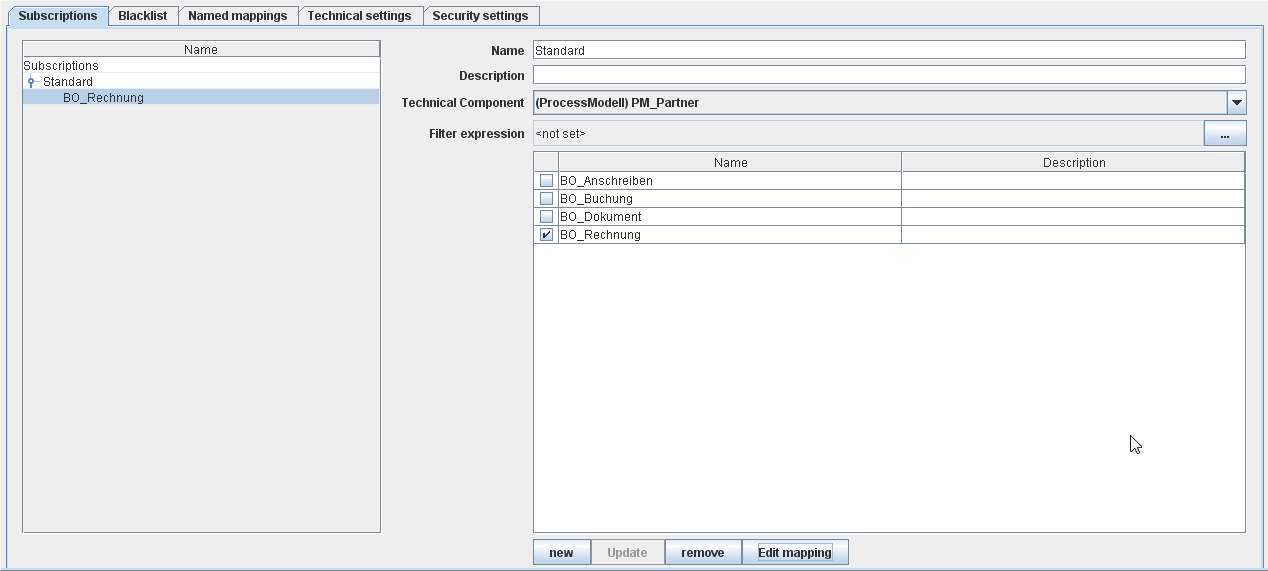 Subscriptions Blacklist Named mappings Technical settings Security settings
Name
Subscriptions
Standard
BO_Rechnung
Name Standard
Description
Technical Component (ProcessModell) PM_Partner
Filter expression <not set> ...
Name Description
BO_Anschreiben
BO_Buchung
BO_Dokument
BO_Rechnung
new Update remove Edit mapping